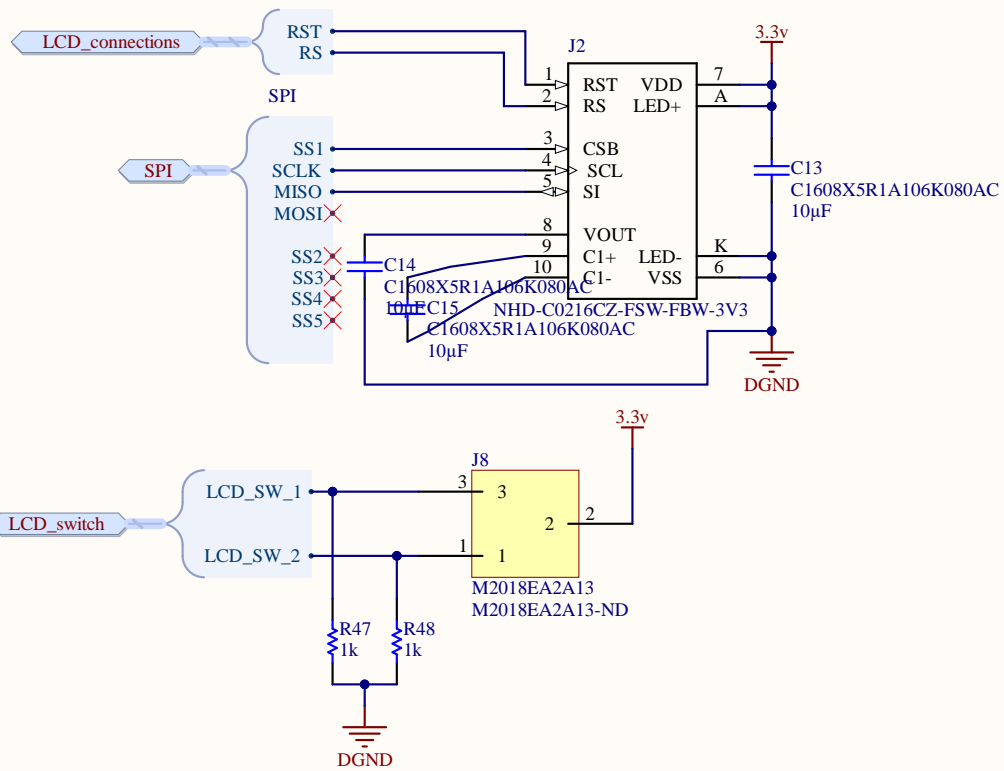 LCD_connections
RST
RS
SPI
J2
3.3v
1
RST
VDD
7
2
RS
LED+
A
SPI
SS1
3
CSB
SCLK
4
SCL
MISO
5
SI
MOSI
C13
C1608X5R1A106K080AC
10µF
8
VOUT
SS2
9
C1+
LED-
K
SS3
10
C1-
VSS
6
SS4
SS5
C14
C1608X5R1A106K080AC
10µF
C15
C1608X5R1A106K080AC
10µF
NHD-C0216CZ-FSW-FBW-3V3
DGND
3.3v
J8
LCD_switch
LCD_SW_1
3
3
2
2
LCD_SW_2
1
1
M2018EA2A13
M2018EA2A13-ND
R47
1k
R48
1k
DGND